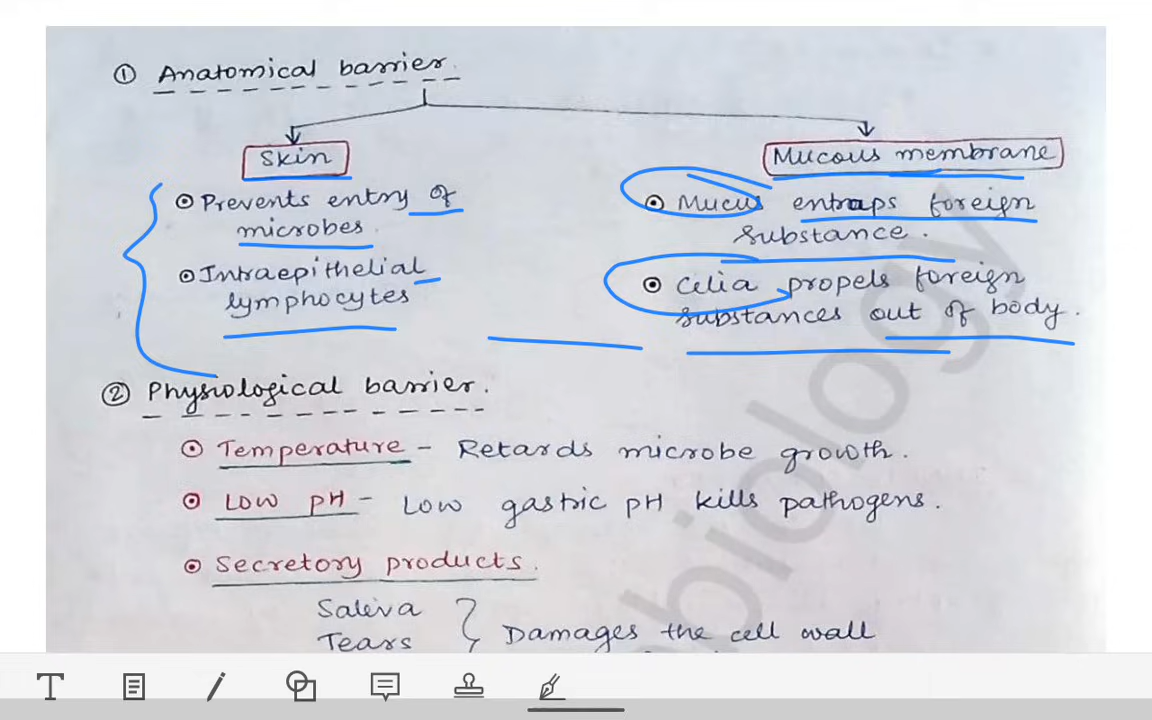 ① Anatomical barrier.
Skin
⊙ Prevents entry of
microbes.
⊙ Intraepithelial
lymphocytes
Mucous membrane
⊙ Mucus entraps foreign
substance.
⊙ Celia propels foreign
substances out of body.
② Physiological barrier.
⊙ Temperature - Retards microbe growth.
⊙ Low pH - Low gastric pH kills pathogens.
⊙ Secretory products.
Saleva
Tears
Damages the cell wall
biology
T